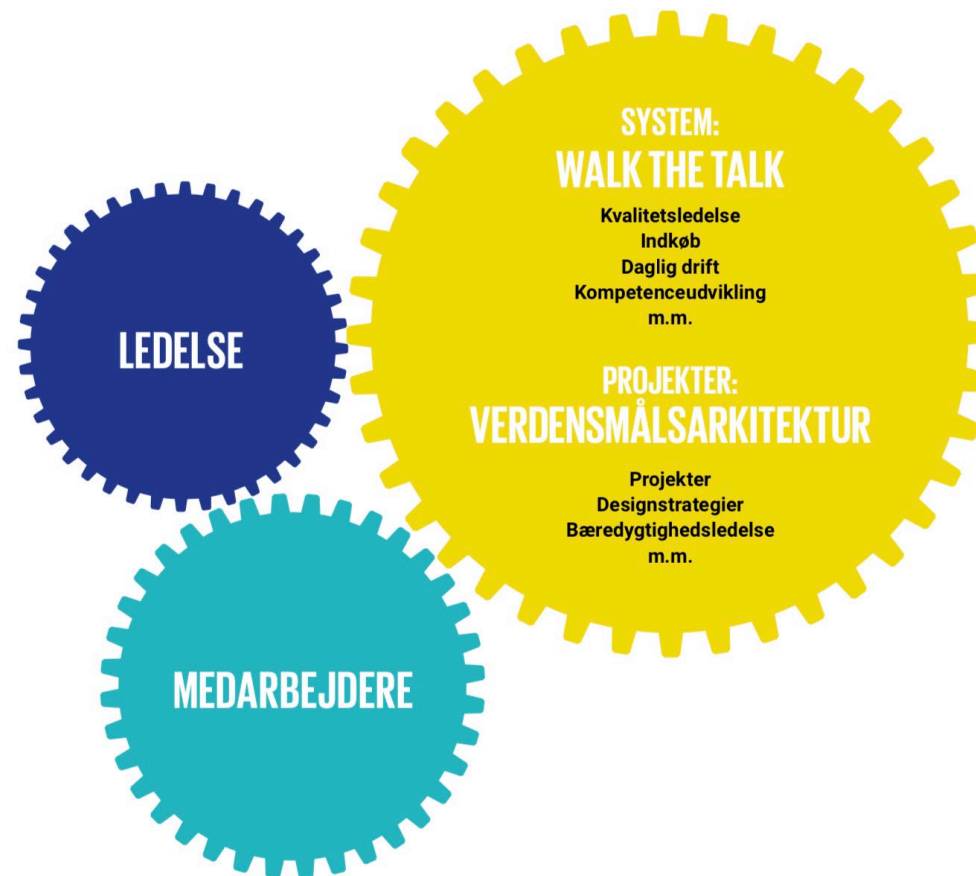 LEDELSE
SYSTEM:
WALK THE TALK
Kvalitetsledelse
Indkøb
Daglig drift
Kompetenceudvikling
m.m.
PROJEKTER:
VERDENSMÅLSARKITEKTUR
Projekter
Designstrategier
Bæredygtighedsledelse
m.m.
MEDARBEJDERE